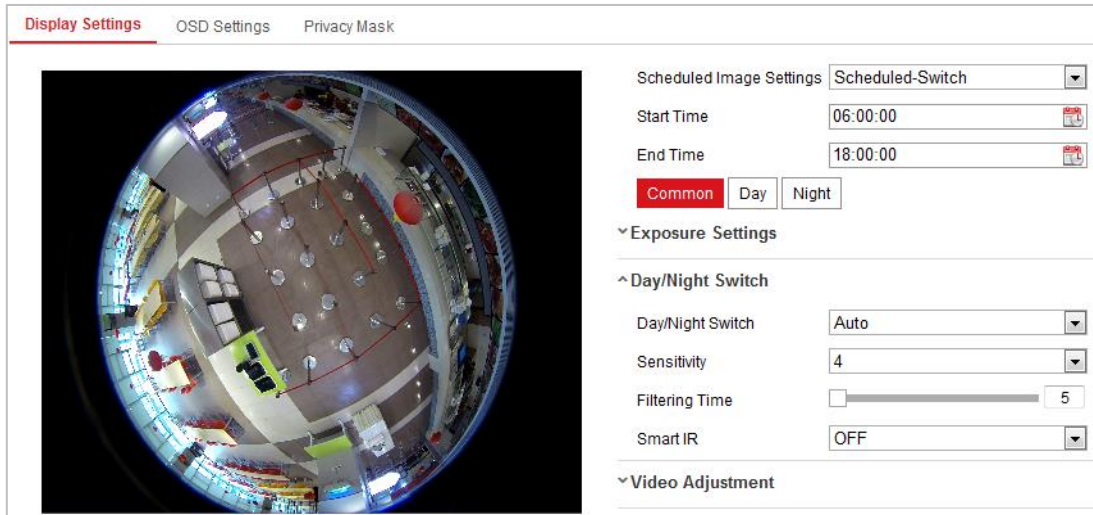 Display Settings OSD Settings Privacy Mask
Scheduled Image Settings Scheduled-Switch
Start Time 06:00:00
End Time 18:00:00
Common Day Night
Exposure Settings
Day/Night Switch
Day/Night Switch Auto
Sensitivity 4
Filtering Time 5
Smart IR OFF
Video Adjustment